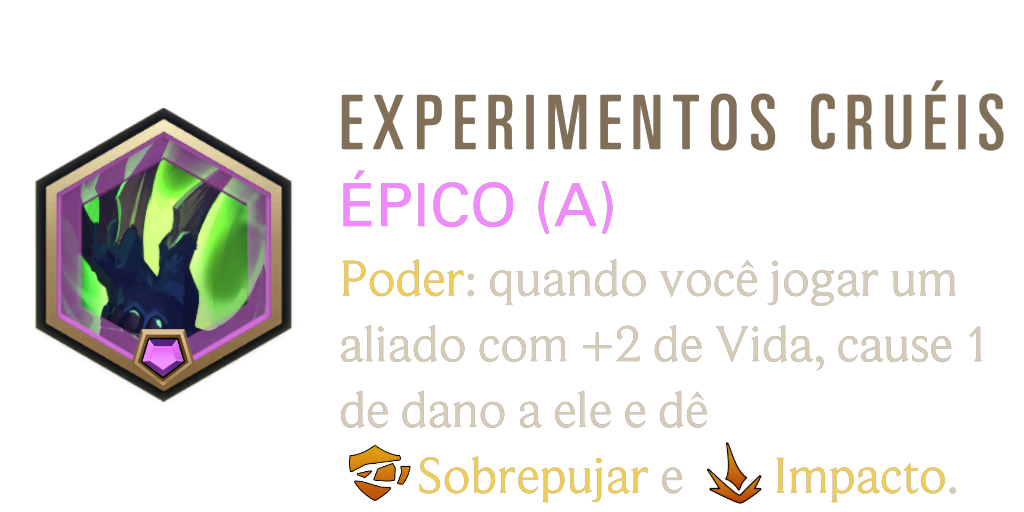 EXPERIMENTOS CRUÉIS
ÉPICO (A)
Poder: quando você jogar um
aliado com +2 de Vida, cause 1
de dano a ele e dê
Sobrepujar e Impacto.